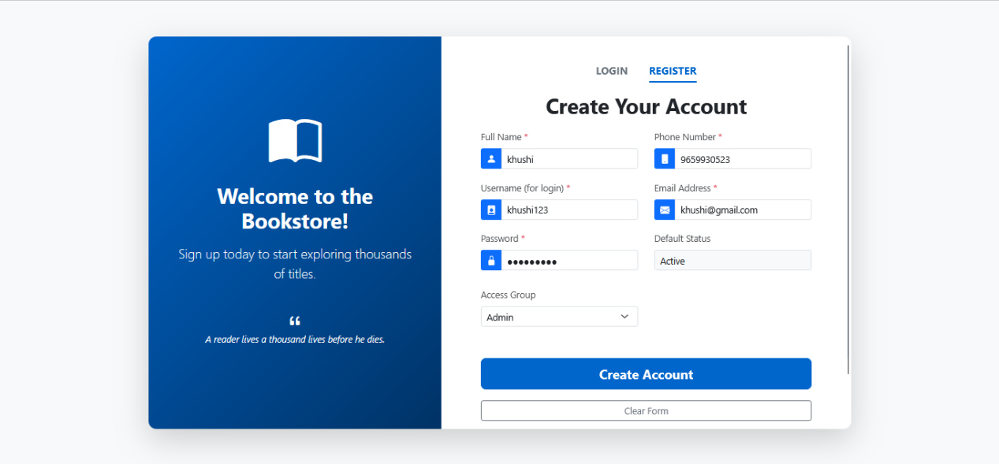 LOGIN REGISTER
Create Your Account
Full Name * Phone Number *
khushi 9659930523
Username (for login) * Email Address *
khushi123 khushi@gmail.com
Password * Default Status
●●●●●●●●● Active
Access Group
Admin
Create Account
Clear Form
Welcome to the
Bookstore!
Sign up today to start exploring thousands
of titles.
“
A reader lives a thousand lives before he dies.